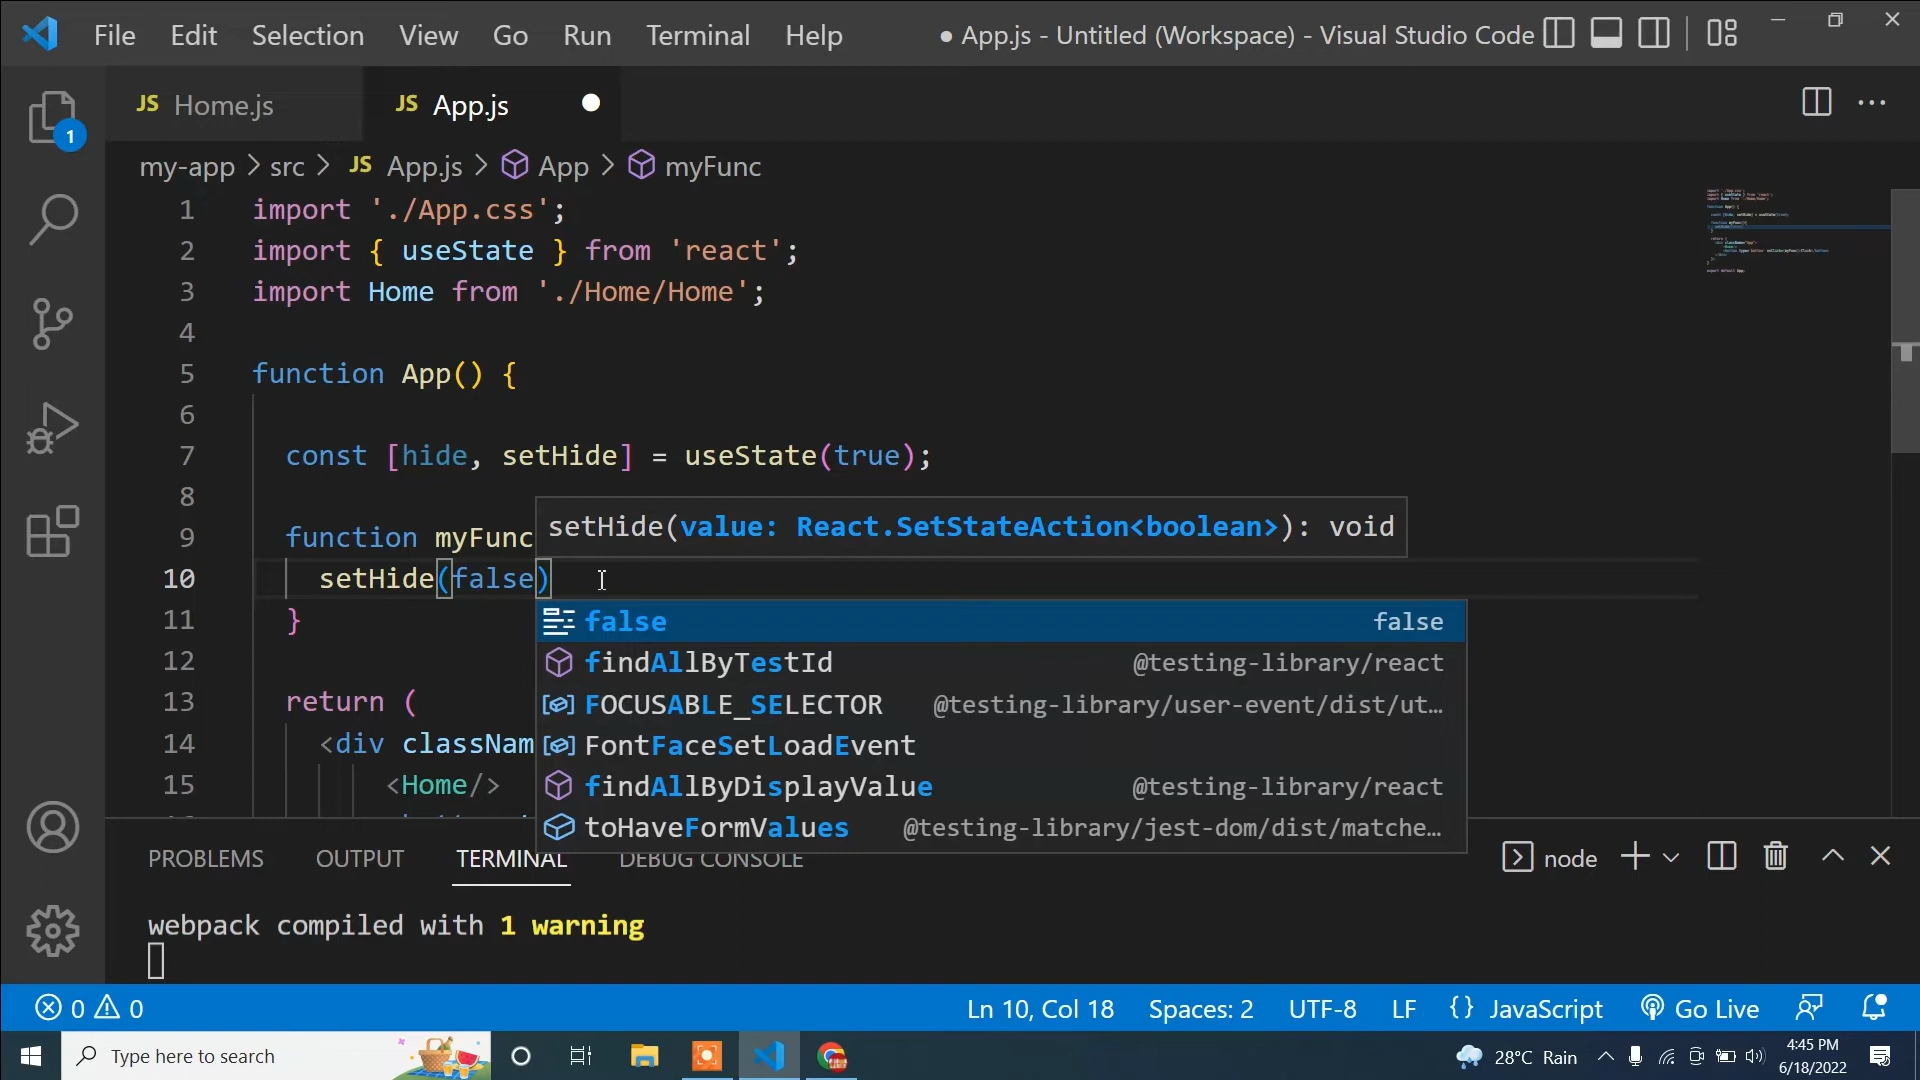 File Edit Selection View Go Run Terminal Help ● App.js - Untitled (Workspace) - Visual Studio Code
JS Home.js JS App.js
1
my-app > src > JS App.js > App > myFunc
1 import './App.css';
2 import { useState } from 'react';
3 import Home from './Home/Home';
4
5 function App() {
6
7 const [hide, setHide] = useState(true);
8
setHide(value: React.SetStateAction<boolean>): void
9 function myFunc
10 setHide(false)
11 }
false false
findAllByTestId @testing-library/react
12
13 return (
FOCUSABLE_SELECTOR @testing-library/user-event/dist/ut…
14 <div classNam
FontFaceSetLoadEvent
15 <Home/>
findAllByDisplayValue @testing-library/react
toHaveFormValues @testing-library/jest-dom/dist/matche…
PROBLEMS OUTPUT TERMINAL DEBUG CONSOLE node
webpack compiled with 1 warning
0 0 Ln 10, Col 18 Spaces: 2 UTF-8 LF {} JavaScript Go Live
Type here to search 28°C Rain 4:45 PM
6/18/2022